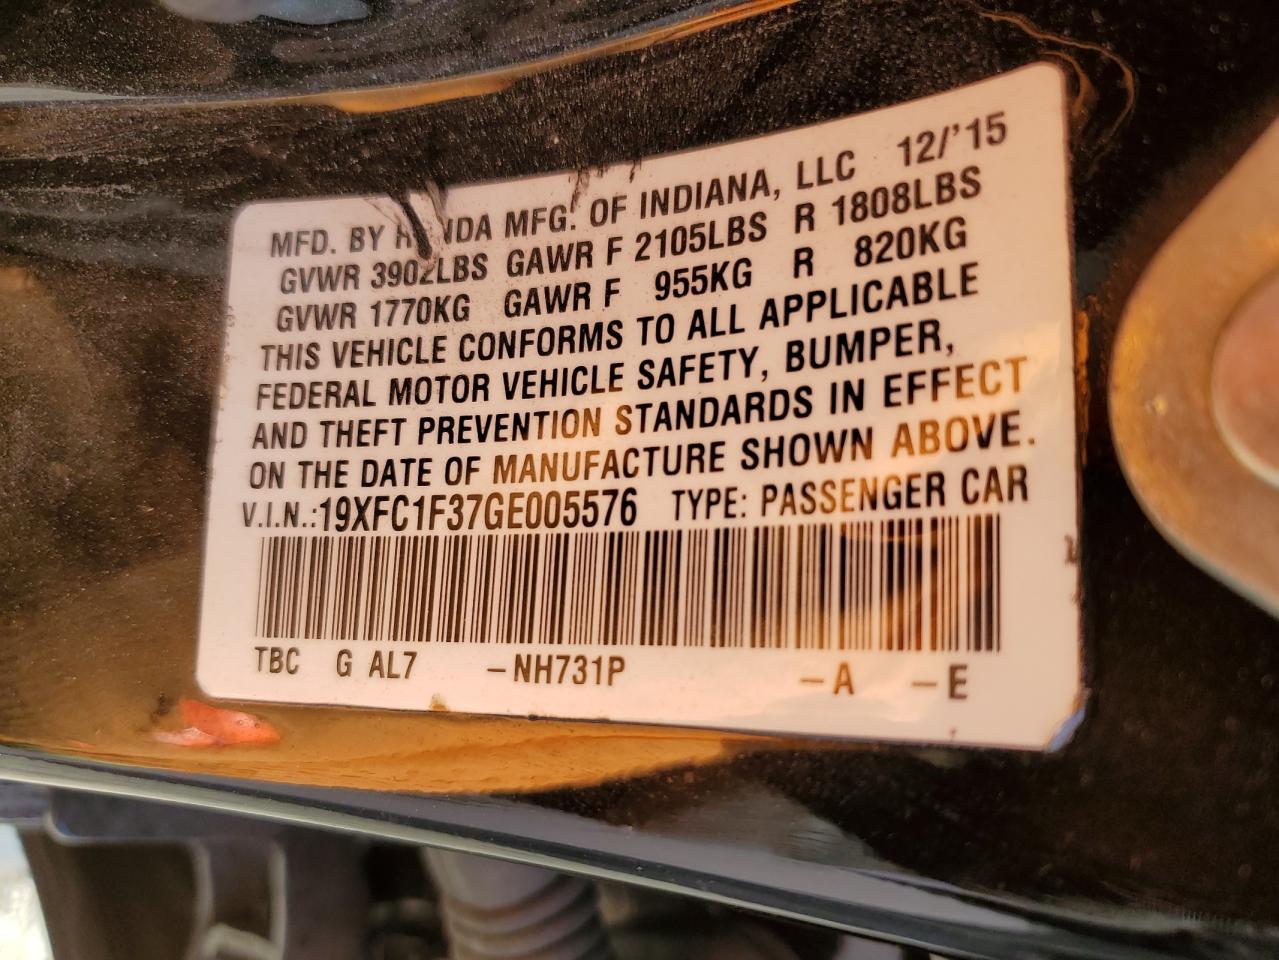 MFD. BY HONDA MFG. OF INDIANA, LLC 12/'15
GVWR 3902LBS GAWR F 2105LBS R 1808LBS
GVWR 1770KG GAWR F 955KG R 820KG
THIS VEHICLE CONFORMS TO ALL APPLICABLE
FEDERAL MOTOR VEHICLE SAFETY, BUMPER,
AND THEFT PREVENTION STANDARDS IN EFFECT
ON THE DATE OF MANUFACTURE SHOWN ABOVE.
V.I.N.:19XFC1F37GE005576 TYPE: PASSENGER CAR
TBC G AL7 -NH731P -A -E